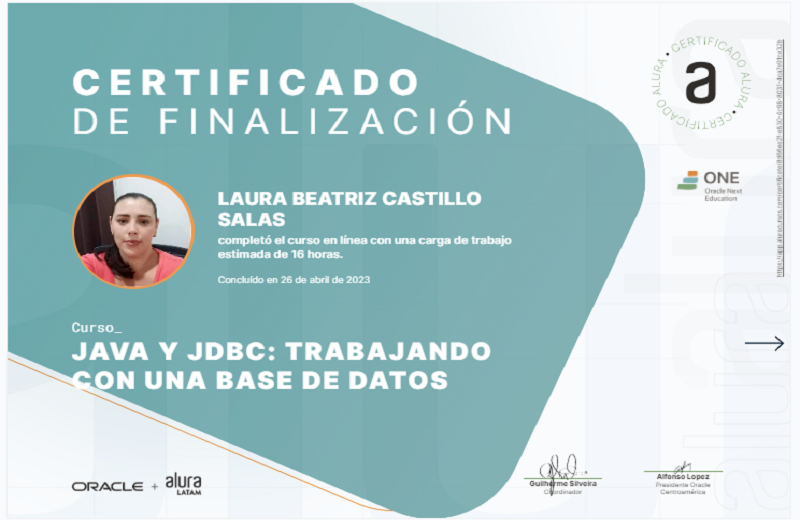 CERTIFICADO
DE FINALIZACIÓN
CERTIFICADO ALURA • CERTIFICADO ALURA •
a
ONE
Oracle Next
Education
LAURA BEATRIZ CASTILLO
SALAS
completó el curso en línea con una carga de trabajo
estimada de 16 horas.
Concluido en 26 de abril de 2023
Curso_
JAVA Y JDBC: TRABAJANDO
CON UNA BASE DE DATOS
ORACLE + alura
LATAM
Guilherme Silveira
Coordinador
Alfonso Lopez
Presidente Oracle
Centroamérica
alura